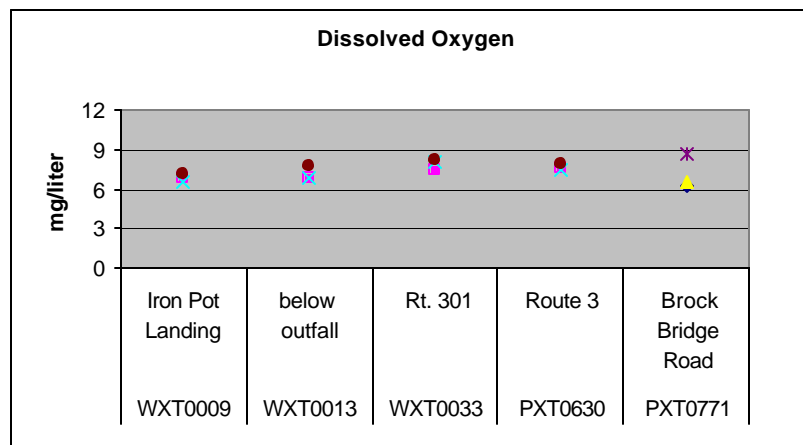 Dissolved Oxygen
mg/liter
12
9
6
3
0
Iron Pot
Landing
below
outfall
Rt. 301
Route 3
Brock
Bridge
Road
WXT0009
WXT0013
WXT0033
PXT0630
PXT0771